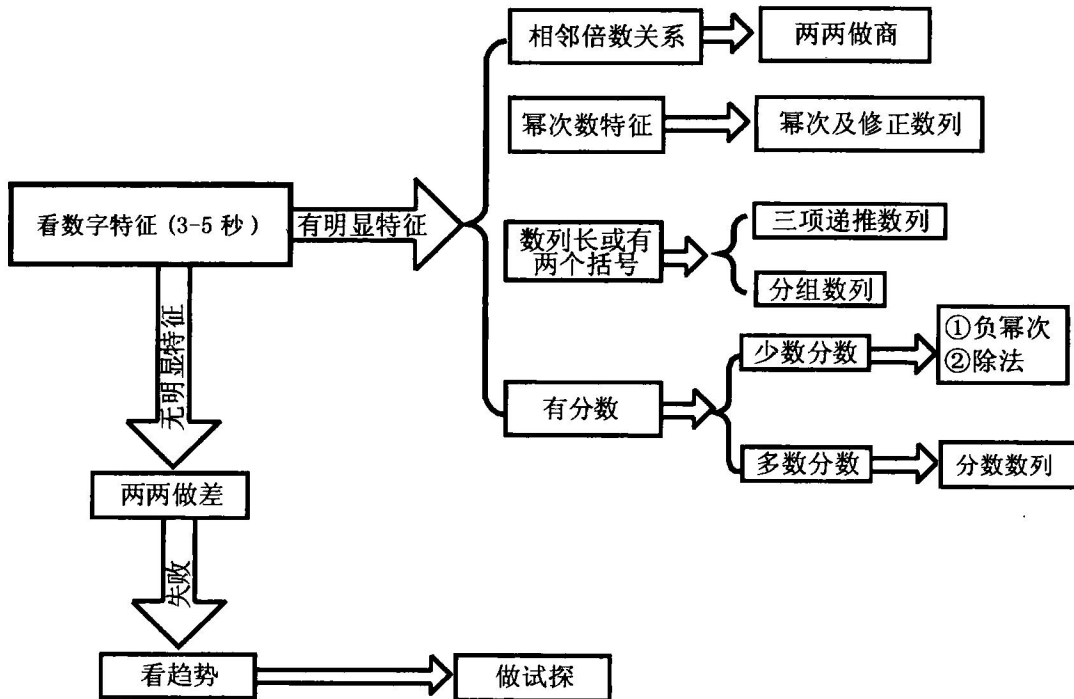 相邻倍数关系
两两做商
幂次数特征
幂次及修正数列
看数字特征(3-5秒)
有明显特征
数列长或有
两个括号
三项递推数列
分组数列
有分数
少数分数
①负幂次
②除法
多数分数
分数数列
无明显特征
两两做差
失败
看趋势
做试探